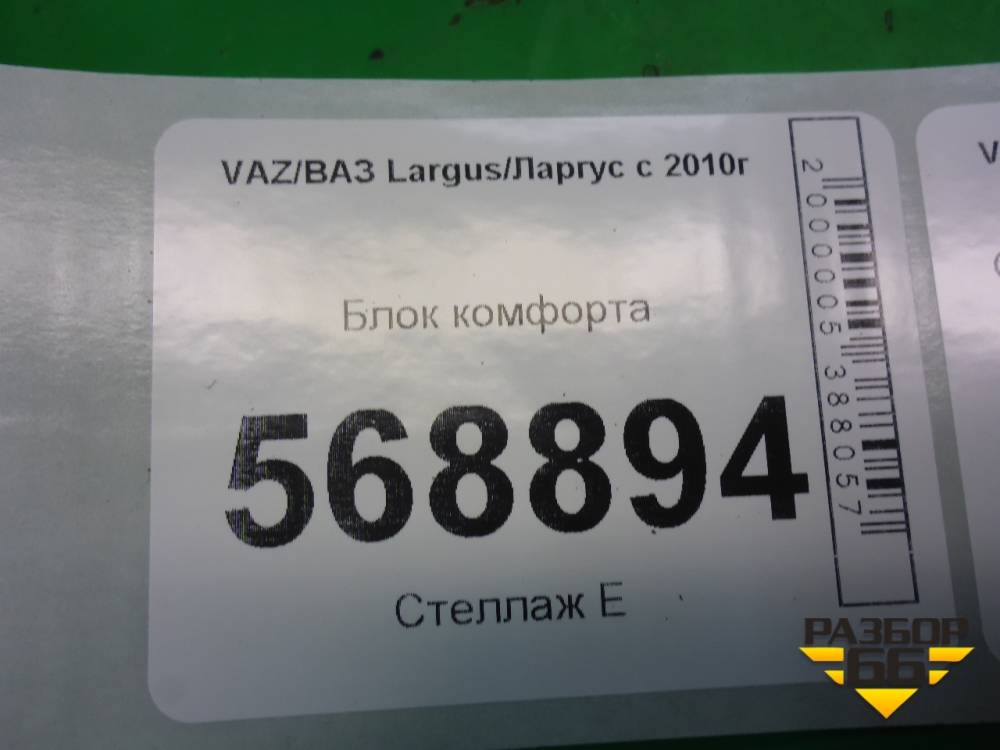 VAZ/ВАЗ Largus/Ларгус с 2010г
Блок комфорта
568894
Стеллаж Е
2000005388057
V
РАЗБОР
66